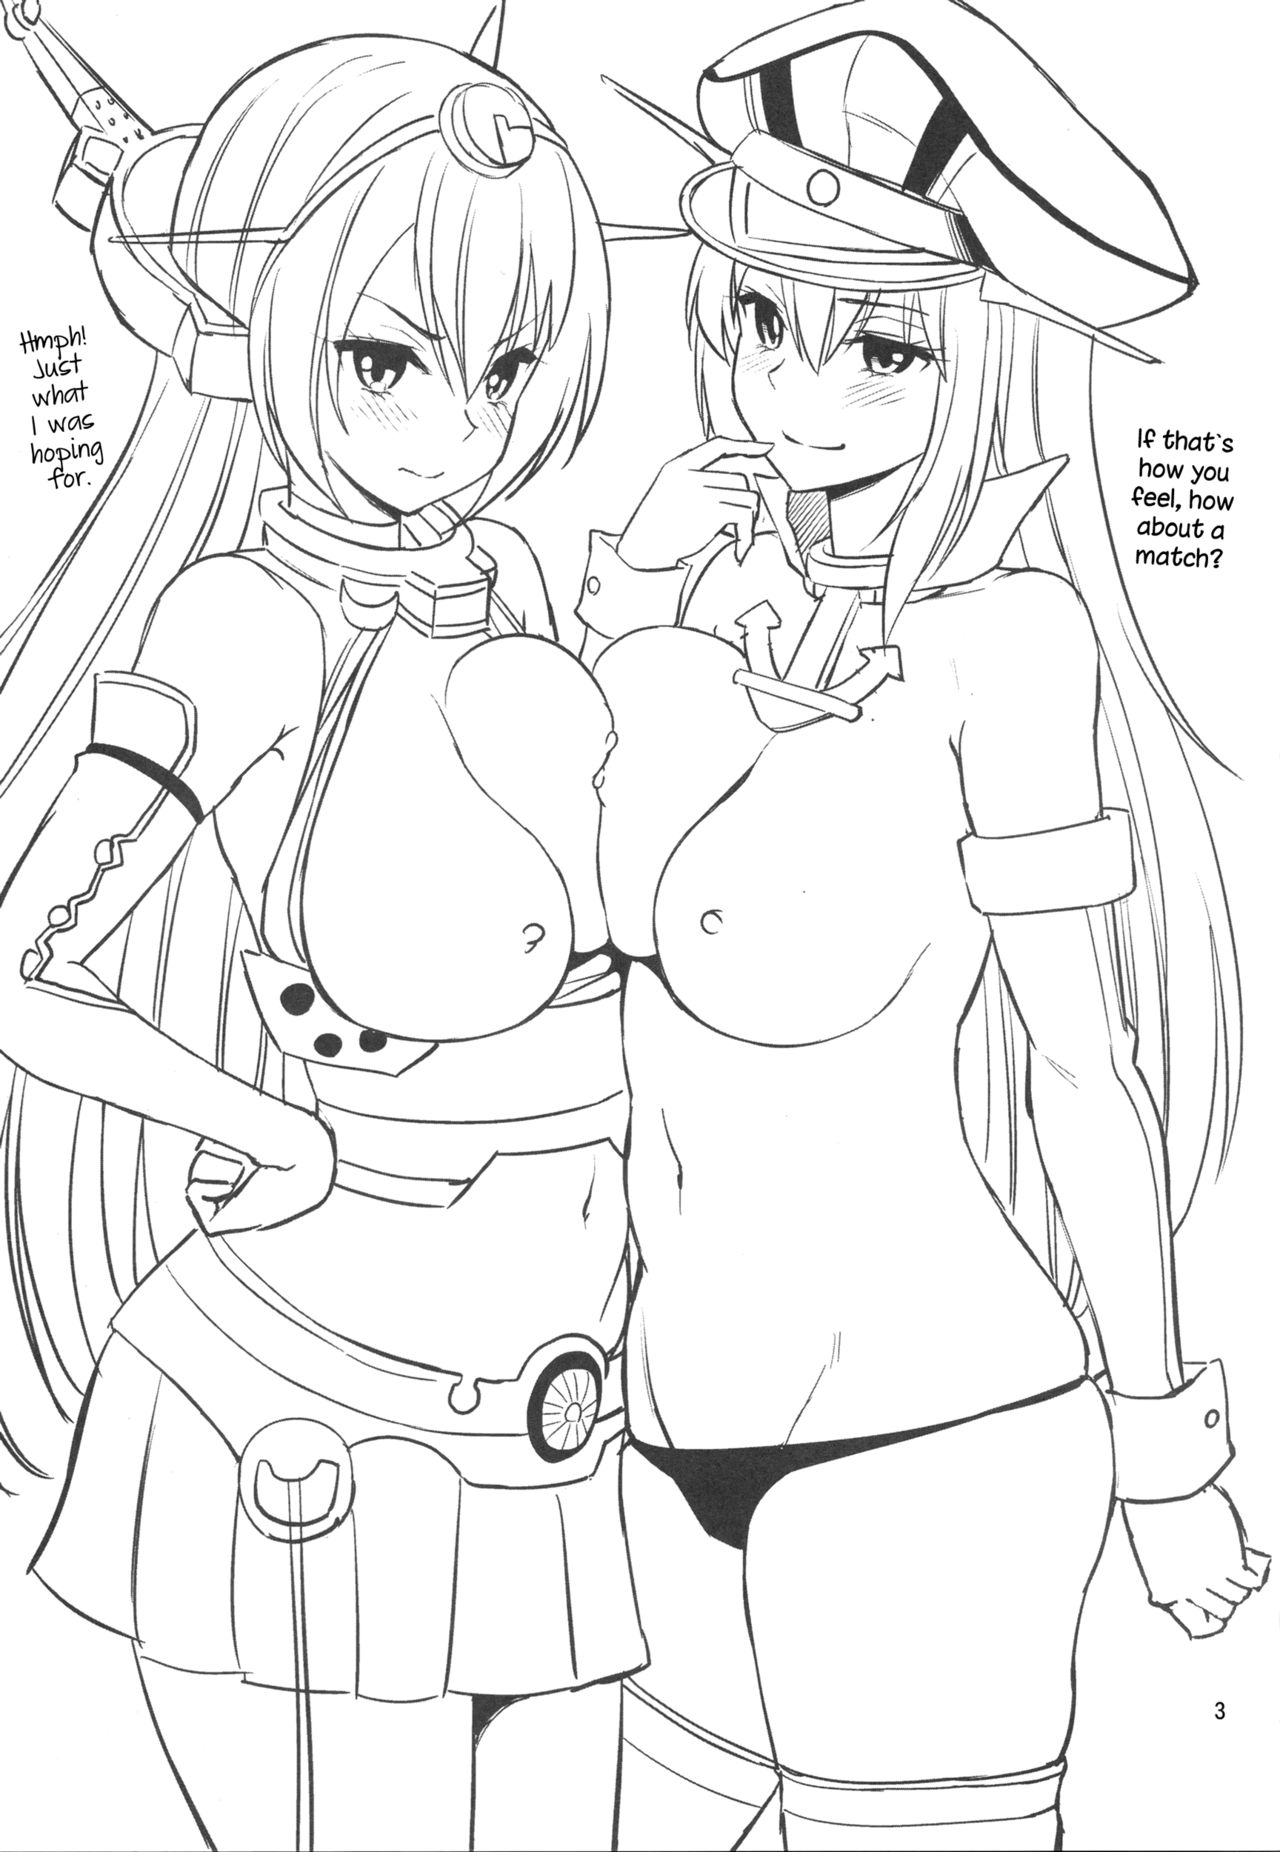 Hmph!
Just
what
I was
hoping
for.
If that`s
how you
feel, how
about a
match?
3